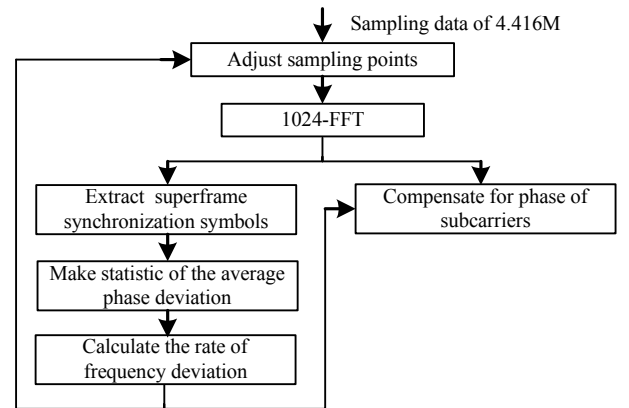 Sampling data of 4.416M
Adjust sampling points
1024-FFT
Extract superframe
synchronization symbols
Compensate for phase of
subcarriers
Make statistic of the average
phase deviation
Calculate the rate of
frequency deviation